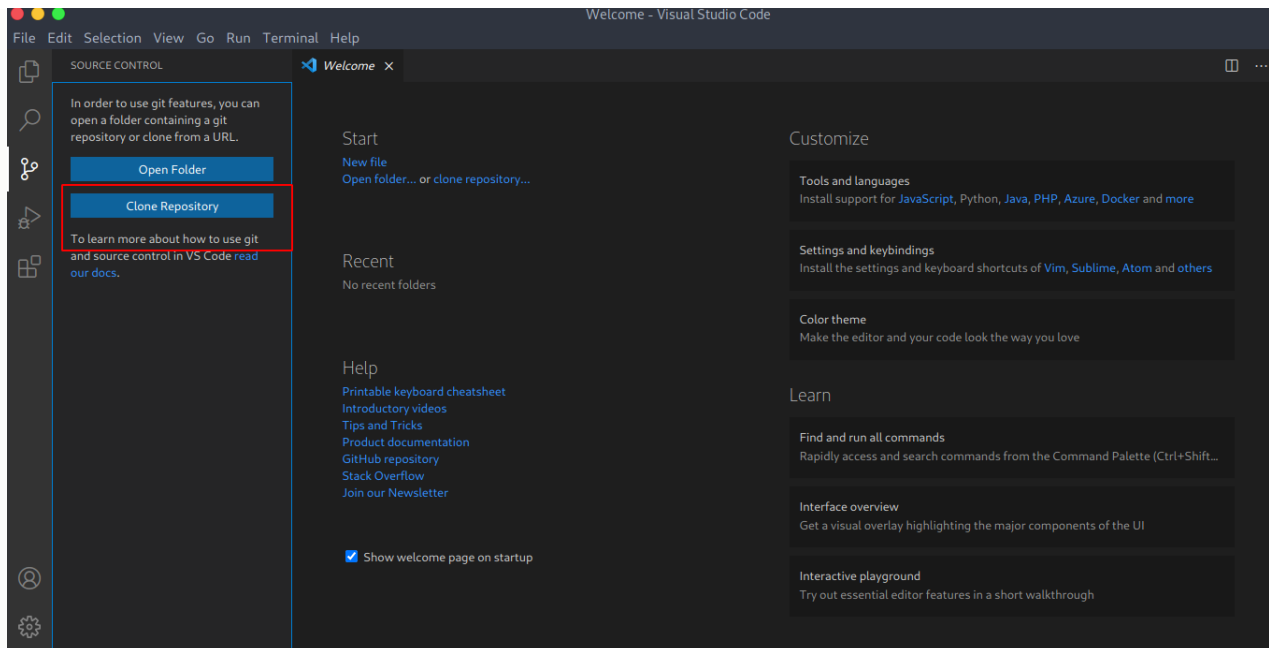 Welcome - Visual Studio Code
File Edit Selection View Go Run Terminal Help
SOURCE CONTROL
Welcome
In order to use git features, you can
open a folder containing a git
repository or clone from a URL.
Open Folder
Clone Repository
To learn more about how to use git
and source control in VS Code read
our docs.
Start
New file
Open folder... or clone repository...
Recent
No recent folders
Help
Printable keyboard cheatsheet
Introductory videos
Tips and Tricks
Product documentation
GitHub repository
Stack Overflow
Join our Newsletter
Show welcome page on startup
Customize
Tools and languages
Install support for JavaScript, Python, Java, PHP, Azure, Docker and more
Settings and keybindings
Install the settings and keyboard shortcuts of Vim, Sublime, Atom and others
Color theme
Make the editor and your code look the way you love
Learn
Find and run all commands
Rapidly access and search commands from the Command Palette (Ctrl+Shift...
Interface overview
Get a visual overlay highlighting the major components of the UI
Interactive playground
Try out essential editor features in a short walkthrough